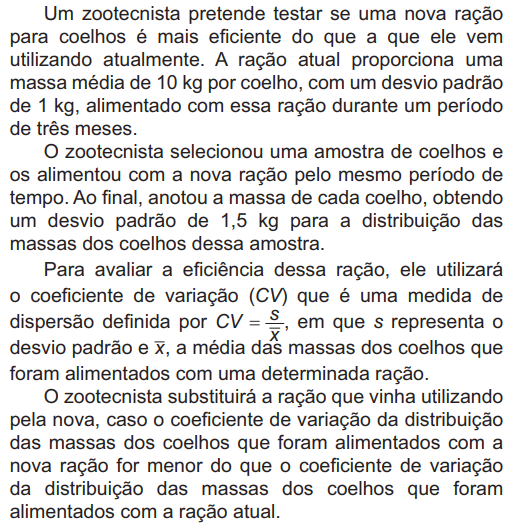 Um zootecnista pretende testar se uma nova ração
para coelhos é mais eficiente do que a que ele vem
utilizando atualmente. A ração atual proporciona uma
massa média de 10 kg por coelho, com um desvio padrão
de 1 kg, alimentado com essa ração durante um período
de três meses.
O zootecnista selecionou uma amostra de coelhos e
os alimentou com a nova ração pelo mesmo período de
tempo. Ao final, anotou a massa de cada coelho, obtendo
um desvio padrão de 1,5 kg para a distribuição das
massas dos coelhos dessa amostra.
Para avaliar a eficiência dessa ração, ele utilizará
o coeficiente de variação (CV) que é uma medida de
dispersão definida por CV = s/x̅, em que s representa o
desvio padrão e x̅, a média das massas dos coelhos que
foram alimentados com uma determinada ração.
O zootecnista substituirá a ração que vinha utilizando
pela nova, caso o coeficiente de variação da distribuição
das massas dos coelhos que foram alimentados com a
nova ração for menor do que o coeficiente de variação
da distribuição das massas dos coelhos que foram
alimentados com a ração atual.